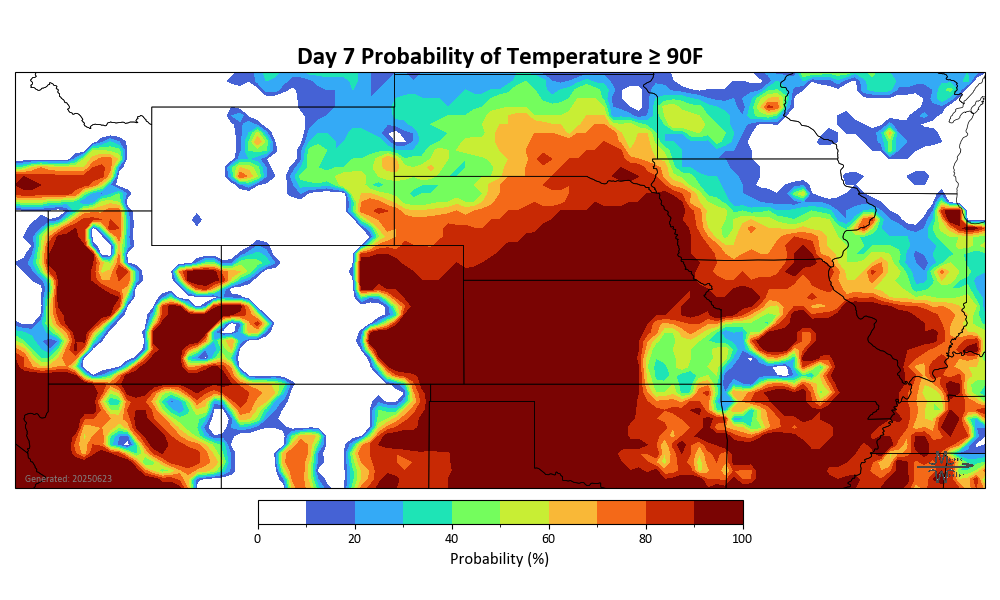 Day 7 Probability of Temperature ≥ 90F
Generated: 20250623
0 20 40 60 80 100
Probability (%)